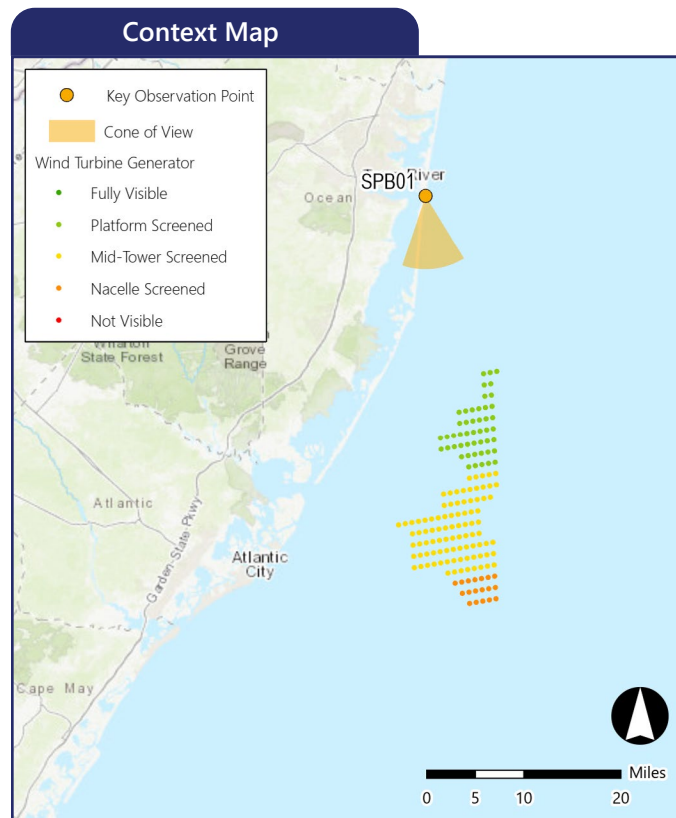 Context Map
Key Observation Point
Cone of View
Wind Turbine Generator
Fully Visible
Platform Screened
Mid-Tower Screened
Nacelle Screened
Not Visible
SPB01
River
Ocean
State Forest
Grove
Range
Atlantic
Garden-State-Pkwy
Atlantic
City
Cape May
Miles
0 5 10 20